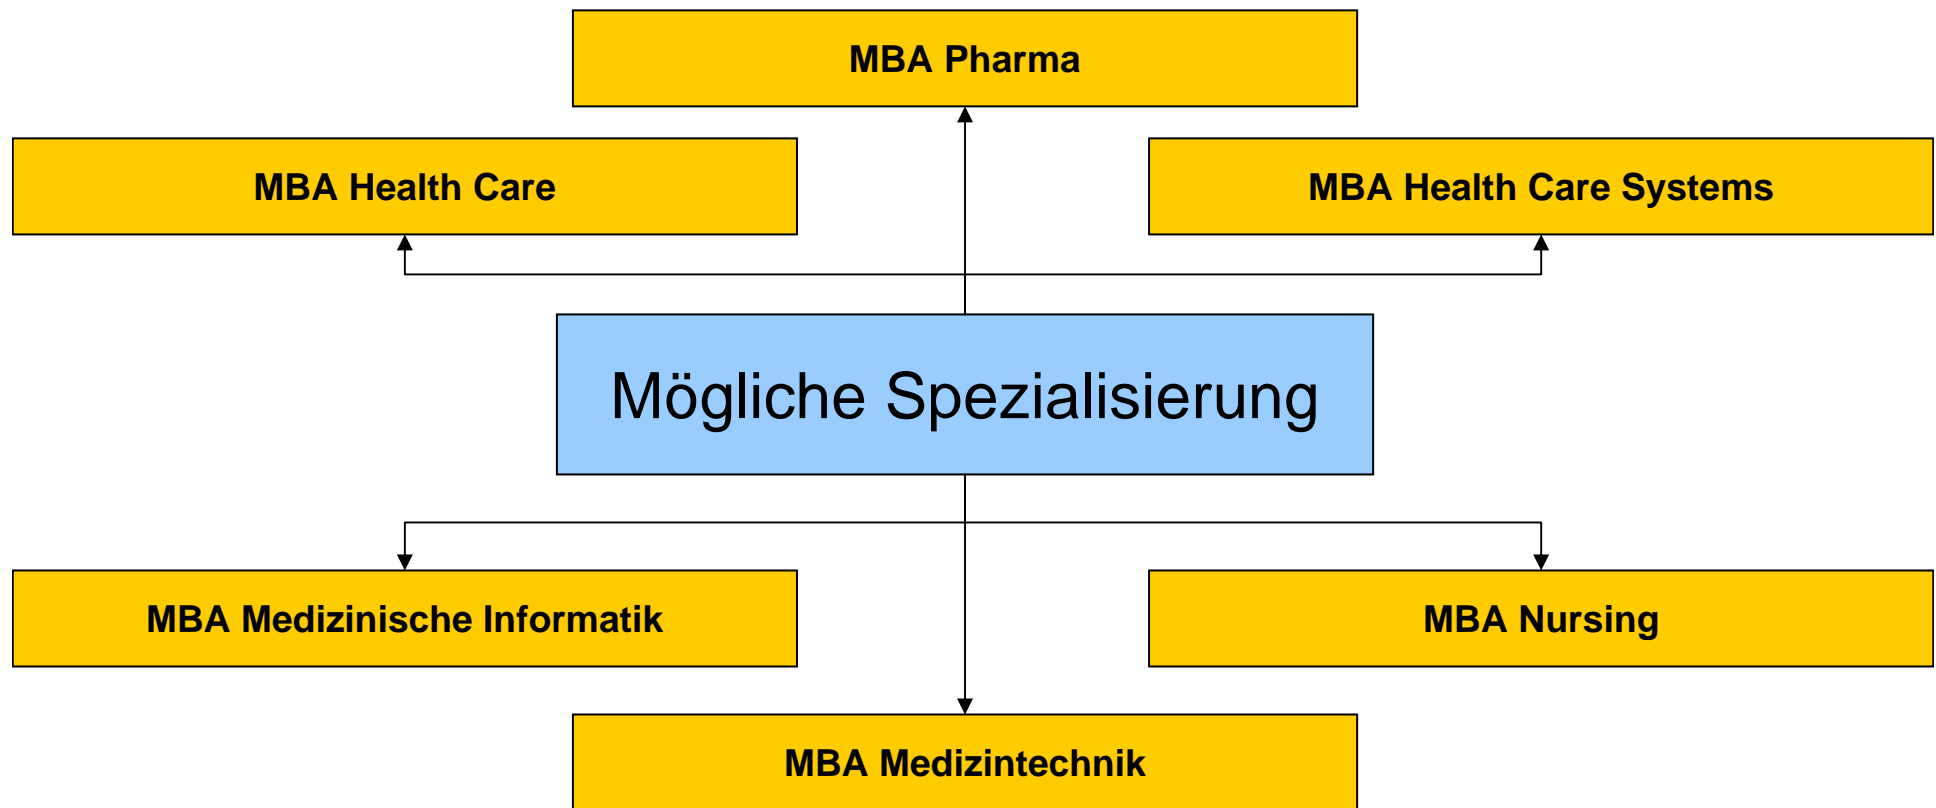 MBA Pharma
MBA Health Care
MBA Health Care Systems
Mögliche Spezialisierung
MBA Medizinische Informatik
MBA Nursing
MBA Medizintechnik